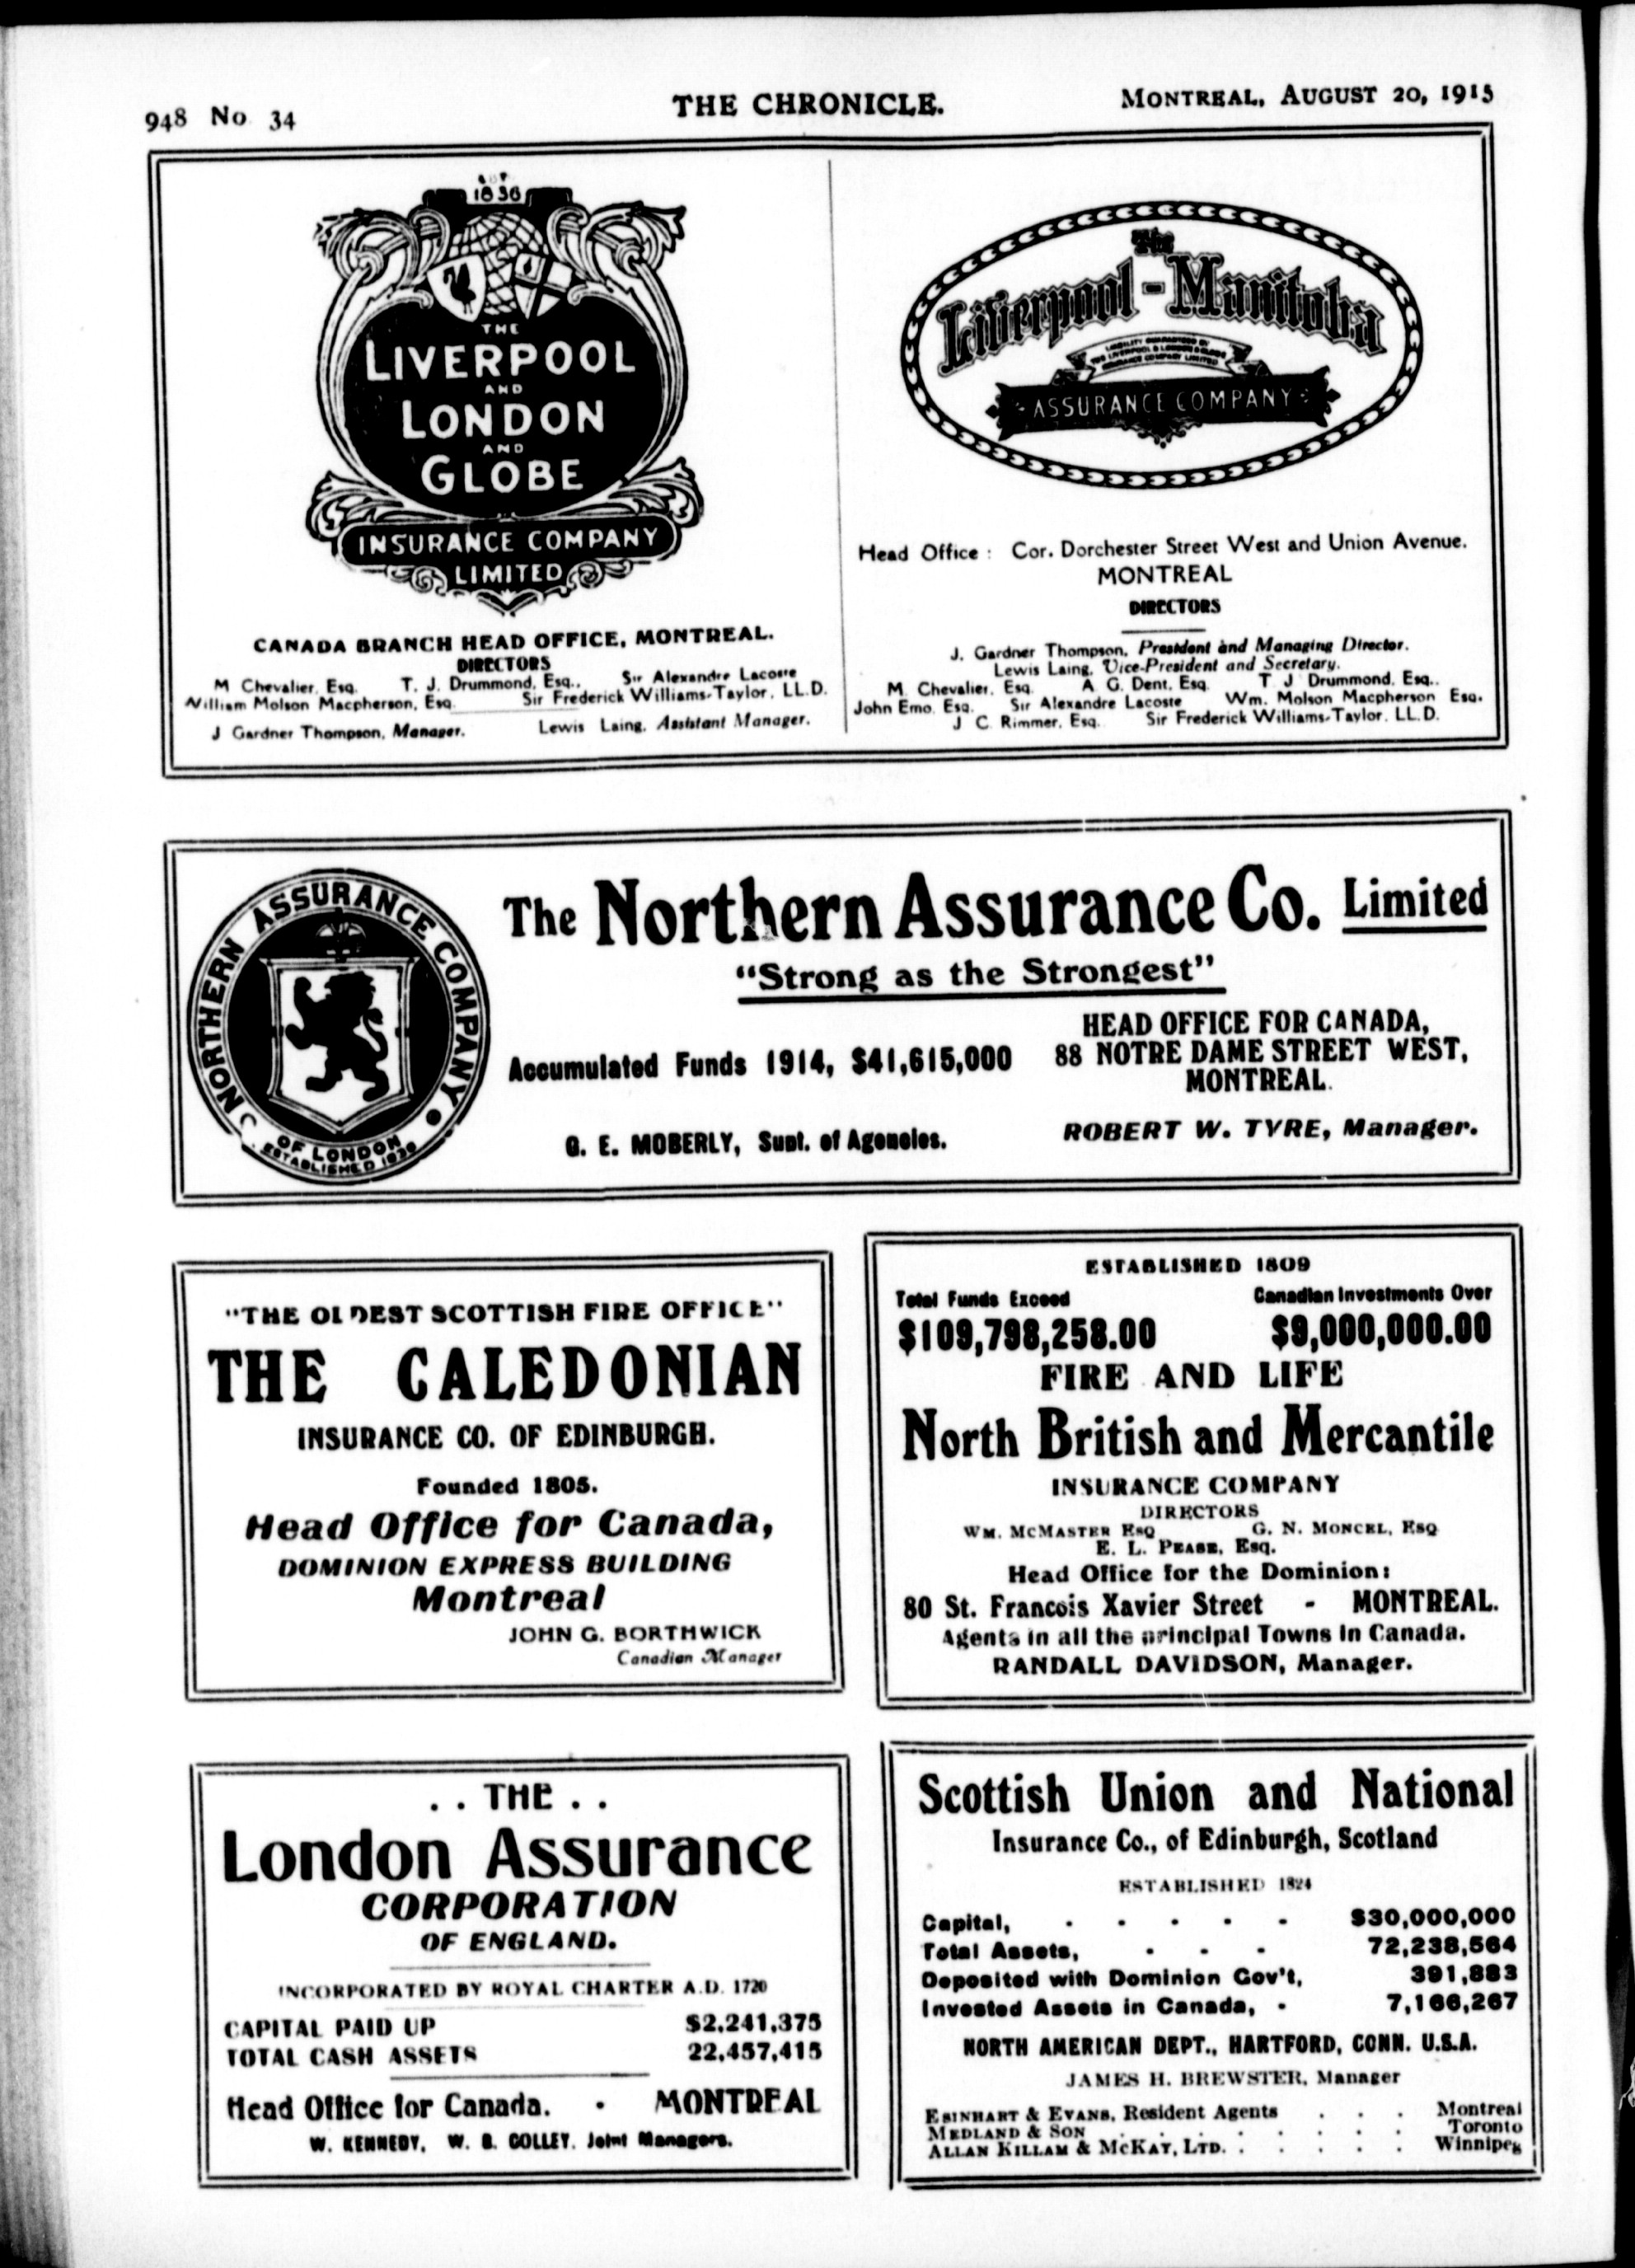 948 No 34
THE CHRONICLE.
MONTREAL, AUGUST 20, 1915
1836
THE
LIVERPOOL
AND
LONDON
AND
GLOBE
INSURANCE COMPANY
LIMITED
CANADA BRANCH HEAD OFFICE, MONTREAL.
DIRECTORS
M Chevalier, Esq. T. J. Drummond, Esq., Sir Alexandre Lacoste
William Molson Macpherson, Esq. Sir Frederick Williams-Taylor, LL.D.
J Gardner Thompson, Manager. Lewis Laing, Assistant Manager.
The
Liverpool-Manitoba
LIABILITY GUARANTEED BY
THE LIVERPOOL & LONDON & GLOBE
INSURANCE COMPANY LIMITED
ASSURANCE COMPANY
Head Office : Cor. Dorchester Street West and Union Avenue.
MONTREAL
DIRECTORS
J. Gardner Thompson, President and Managing Director.
Lewis Laing, Vice-President and Secretary.
M. Chevalier, Esq. A. G. Dent, Esq. T J Drummond, Esq..
John Emo, Esq. Sir Alexandre Lacoste Wm. Molson Macpherson Esq.
J C Rimmer, Esq. Sir Frederick Williams-Taylor, LL.D.
NORTHERN ASSURANCE COMPANY
OF LONDON
ESTABLISHED 1836
The Northern Assurance Co. Limited
"Strong as the Strongest"
Accumulated Funds 1914, $41,615,000
HEAD OFFICE FOR CANADA,
88 NOTRE DAME STREET WEST,
MONTREAL.
G. E. MOBERLY, Supt. of Agencies.
ROBERT W. TYRE, Manager.
"THE OLDEST SCOTTISH FIRE OFFICE"
THE CALEDONIAN
INSURANCE CO. OF EDINBURGH.
Founded 1805.
Head Office for Canada,
DOMINION EXPRESS BUILDING
Montreal
JOHN G. BORTHWICK
Canadian Manager
ESTABLISHED 1809
Total Funds Exceed Canadian Investments Over
$109,798,258.00 $9,000,000.00
FIRE AND LIFE
North British and Mercantile
INSURANCE COMPANY
DIRECTORS
WM. MCMASTER ESQ G. N. MONCEL, ESQ
E. L. PEASE, Esq.
Head Office for the Dominion:
80 St. Francois Xavier Street - MONTREAL.
Agents in all the principal Towns in Canada.
RANDALL DAVIDSON, Manager.
. . THE . .
London Assurance
CORPORATION
OF ENGLAND.
INCORPORATED BY ROYAL CHARTER A.D. 1720
CAPITAL PAID UP $2,241,375
TOTAL CASH ASSETS 22,457,415
Head Office for Canada. - MONTREAL
W. KENNEDY, W. B. COLLEY. Joint Managers.
Scottish Union and National
Insurance Co., of Edinburgh, Scotland
ESTABLISHED 1824
Capital, - - - - - $30,000,000
Total Assets, - - - 72,238,564
Deposited with Dominion Gov't, 391,883
Invested Assets in Canada, - 7,166,267
NORTH AMERICAN DEPT., HARTFORD, CONN. U.S.A.
JAMES H. BREWSTER, Manager
ESINHART & EVANS, Resident Agents . . . Montreal
MEDLAND & SON . . . . . . Toronto
ALLAN KILLAM & MCKAY, LTD. . . . . . Winnipeg